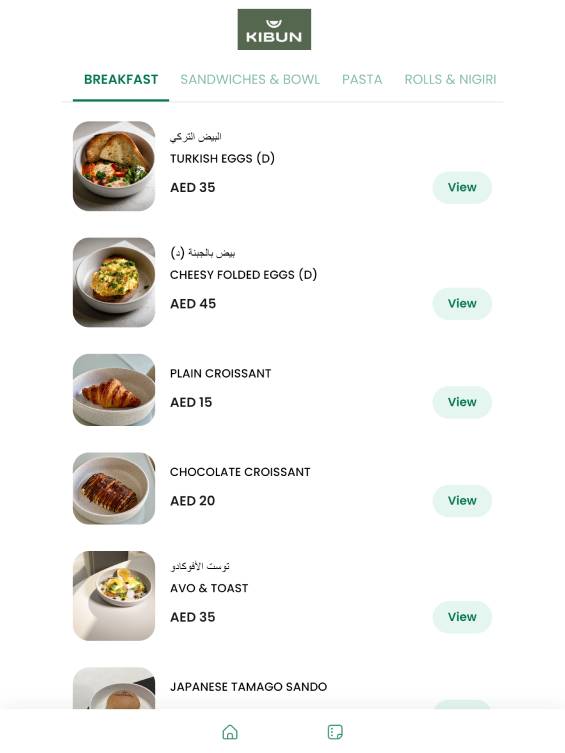 KIBUN
BREAKFAST SANDWICHES & BOWL PASTA ROLLS & NIGIRI
البيض التركي
TURKISH EGGS (D)
AED 35
View
بيض بالجبنة (د)
CHEESY FOLDED EGGS (D)
AED 45
View
PLAIN CROISSANT
AED 15
View
CHOCOLATE CROISSANT
AED 20
View
توست الأفوكادو
AVO & TOAST
AED 35
View
JAPANESE TAMAGO SANDO